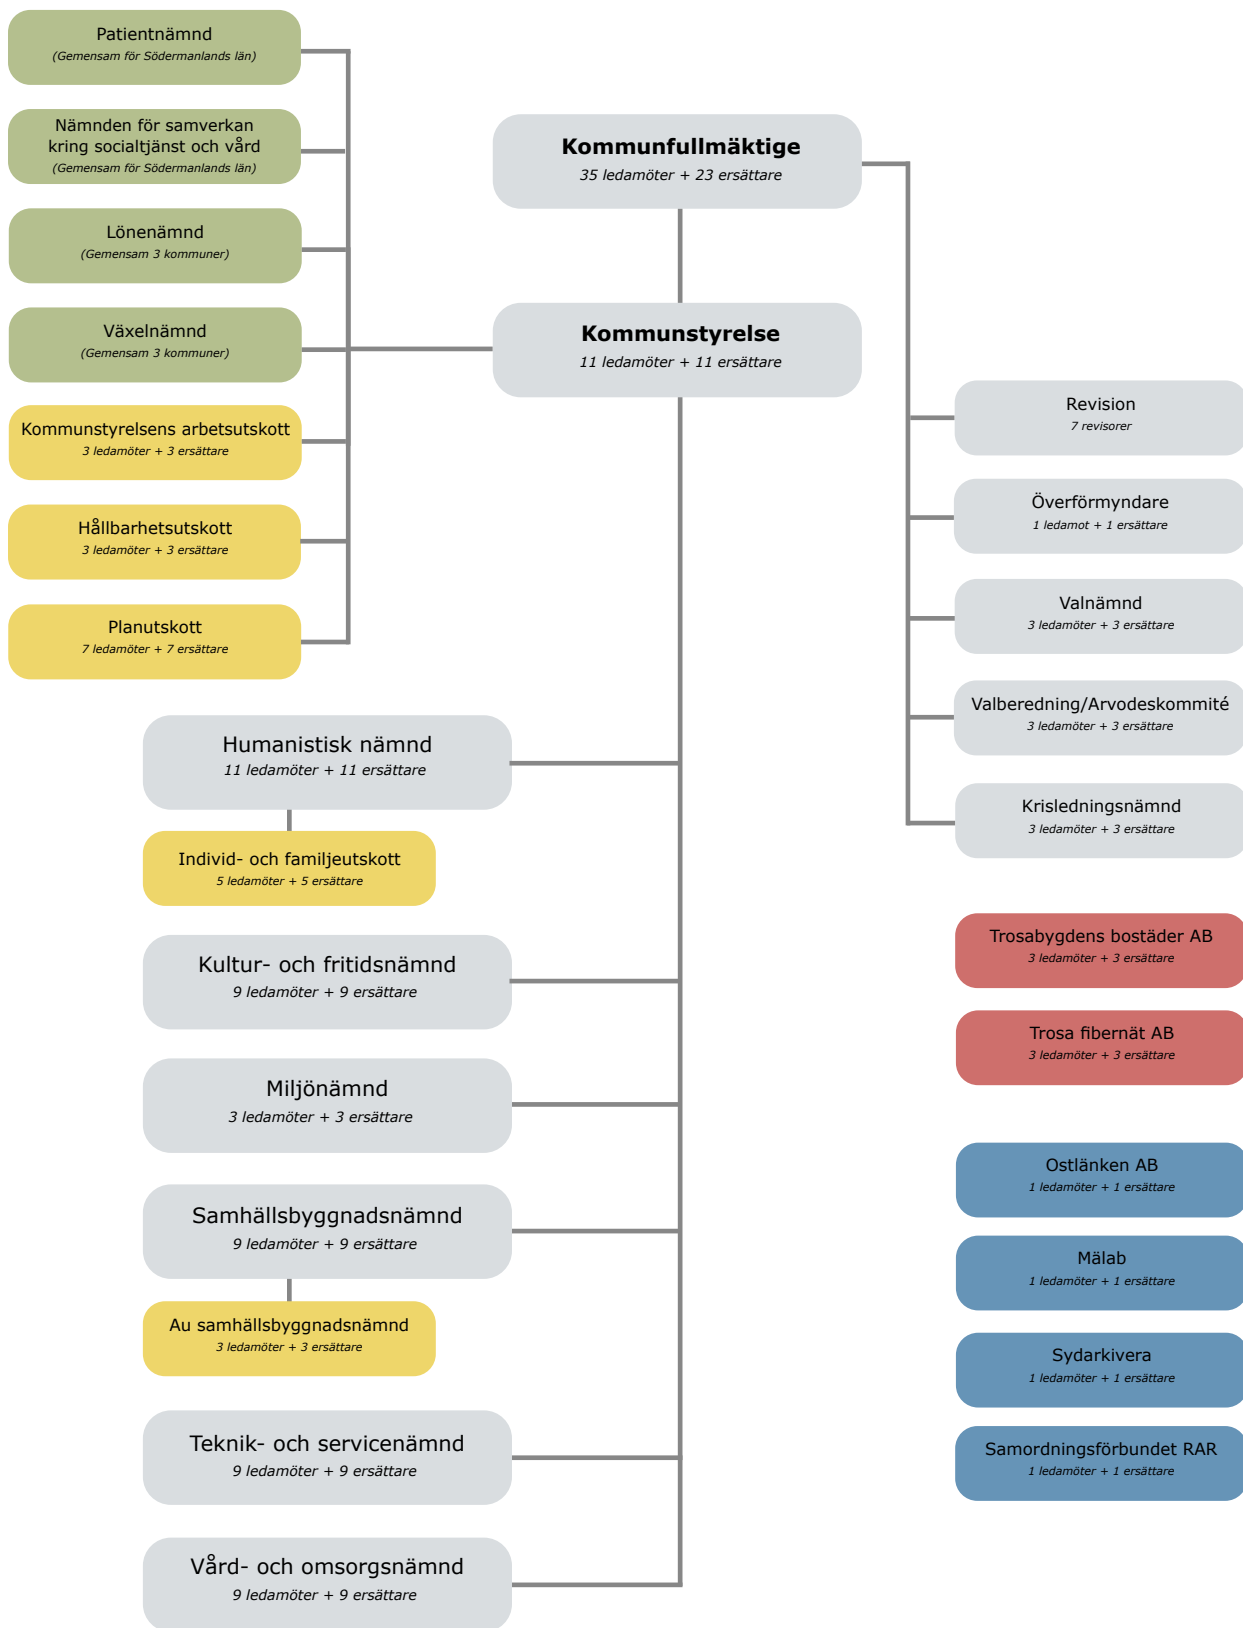 Patientnämnd
(Gemensam för Södermanlands län)
Nämnden för samverkan
kring socialtjänst och vård
(Gemensam för Södermanlands län)
Lönenämnd
(Gemensam 3 kommuner)
Växelnämnd
(Gemensam 3 kommuner)
Kommunstyrelsens arbetsutskott
3 ledamöter + 3 ersättare
Hållbarhetsutskott
3 ledamöter + 3 ersättare
Planutskott
7 ledamöter + 7 ersättare
Kommunfullmäktige
35 ledamöter + 23 ersättare
Kommunstyrelse
11 ledamöter + 11 ersättare
Humanistisk nämnd
11 ledamöter + 11 ersättare
Individ- och familjeutskott
5 ledamöter + 5 ersättare
Kultur- och fritidsnämnd
9 ledamöter + 9 ersättare
Miljönämnd
3 ledamöter + 3 ersättare
Samhällsbyggnadsnämnd
9 ledamöter + 9 ersättare
Au samhällsbyggnadsnämnd
3 ledamöter + 3 ersättare
Teknik- och servicenämnd
9 ledamöter + 9 ersättare
Vård- och omsorgsnämnd
9 ledamöter + 9 ersättare
Revision
7 revisorer
Överförmyndare
1 ledamot + 1 ersättare
Valnämnd
3 ledamöter + 3 ersättare
Valberedning/Arvodeskommité
3 ledamöter + 3 ersättare
Krisledningsnämnd
3 ledamöter + 3 ersättare
Trosabygdens bostäder AB
3 ledamöter + 3 ersättare
Trosa fibernät AB
3 ledamöter + 3 ersättare
Ostlänken AB
1 ledamöter + 1 ersättare
Mälab
1 ledamöter + 1 ersättare
Sydarkivera
1 ledamöter + 1 ersättare
Samordningsförbundet RAR
1 ledamöter + 1 ersättare